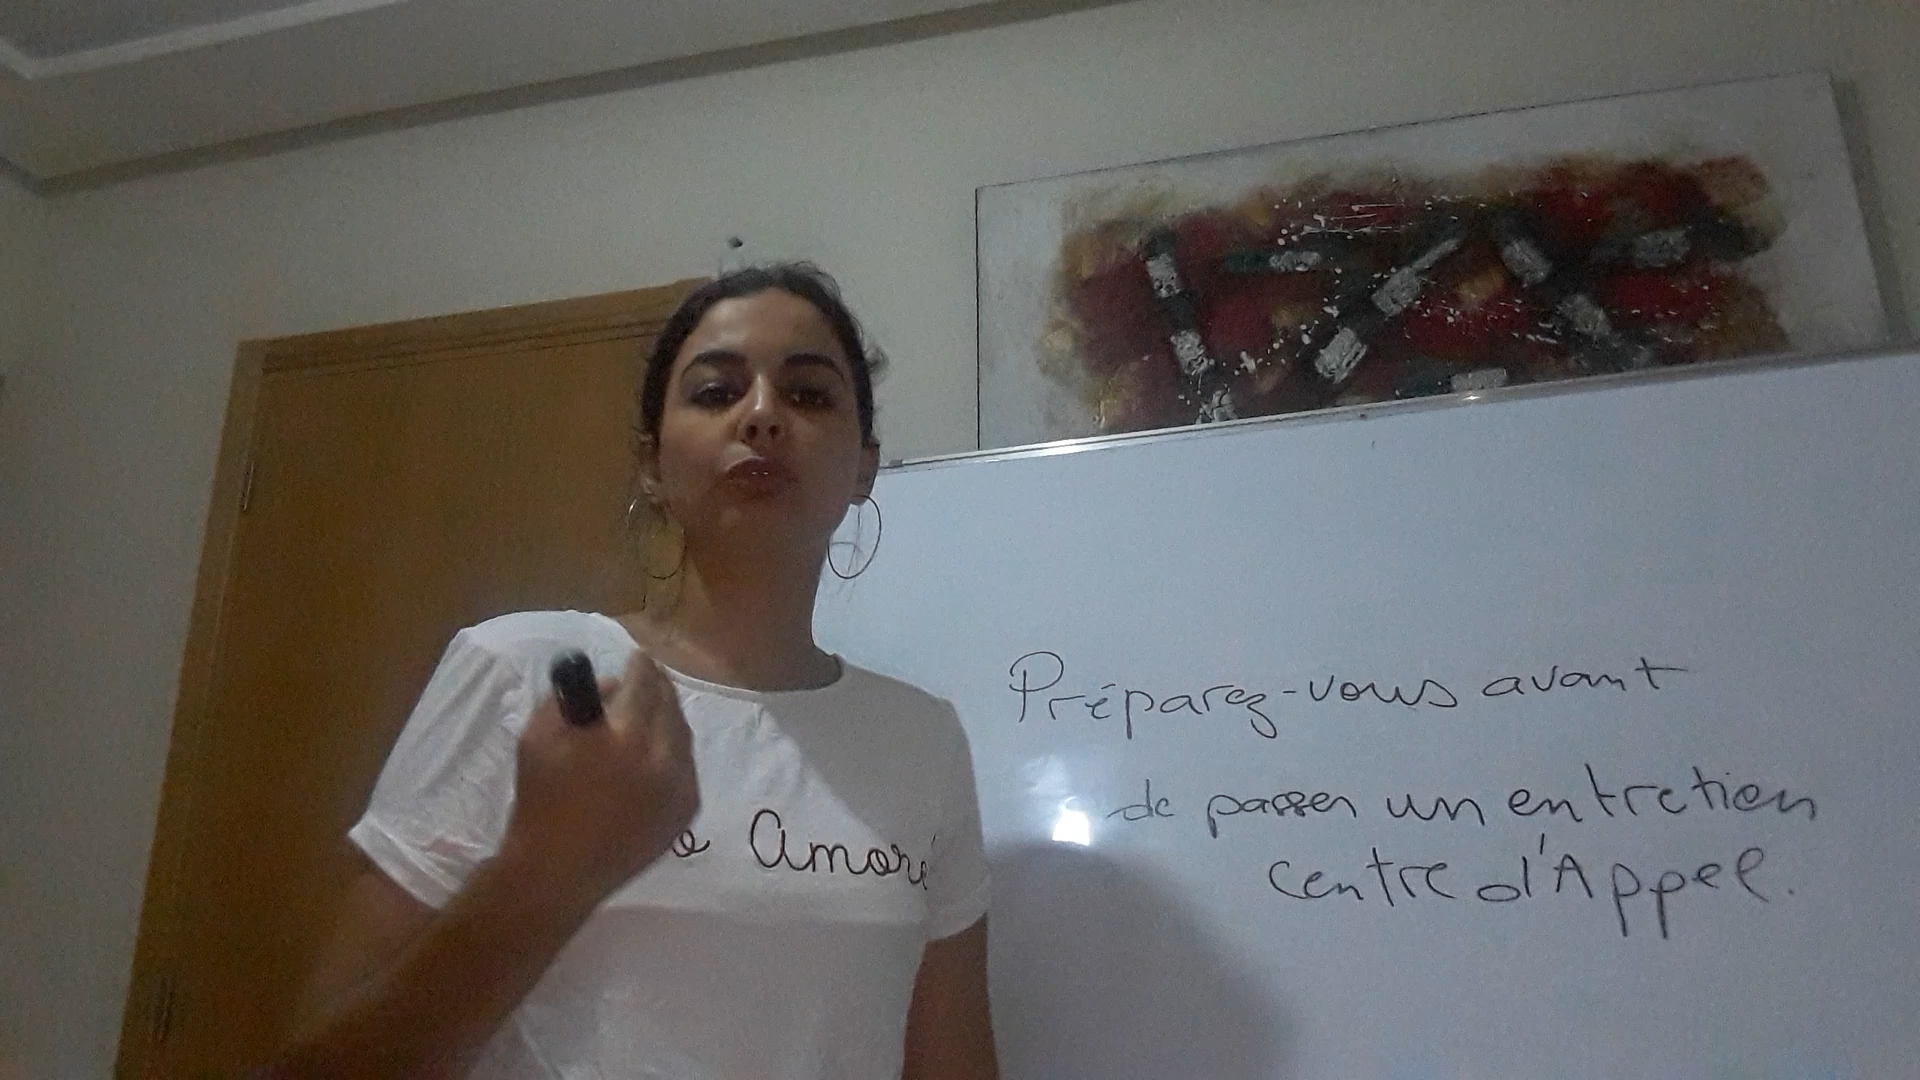 o Amore
Préparez-vous avant
de passer un entretien
centre d'Appel.